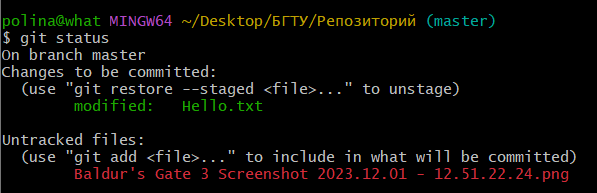 polina@what MINGW64 ~/Desktop/БГТУ/Репозиторий (master)
$ git status
On branch master
Changes to be committed:
  (use "git restore --staged <file>..." to unstage)
        modified:   Hello.txt

Untracked files:
  (use "git add <file>..." to include in what will be committed)
        Baldur's Gate 3 Screenshot 2023.12.01 - 12.51.22.24.png